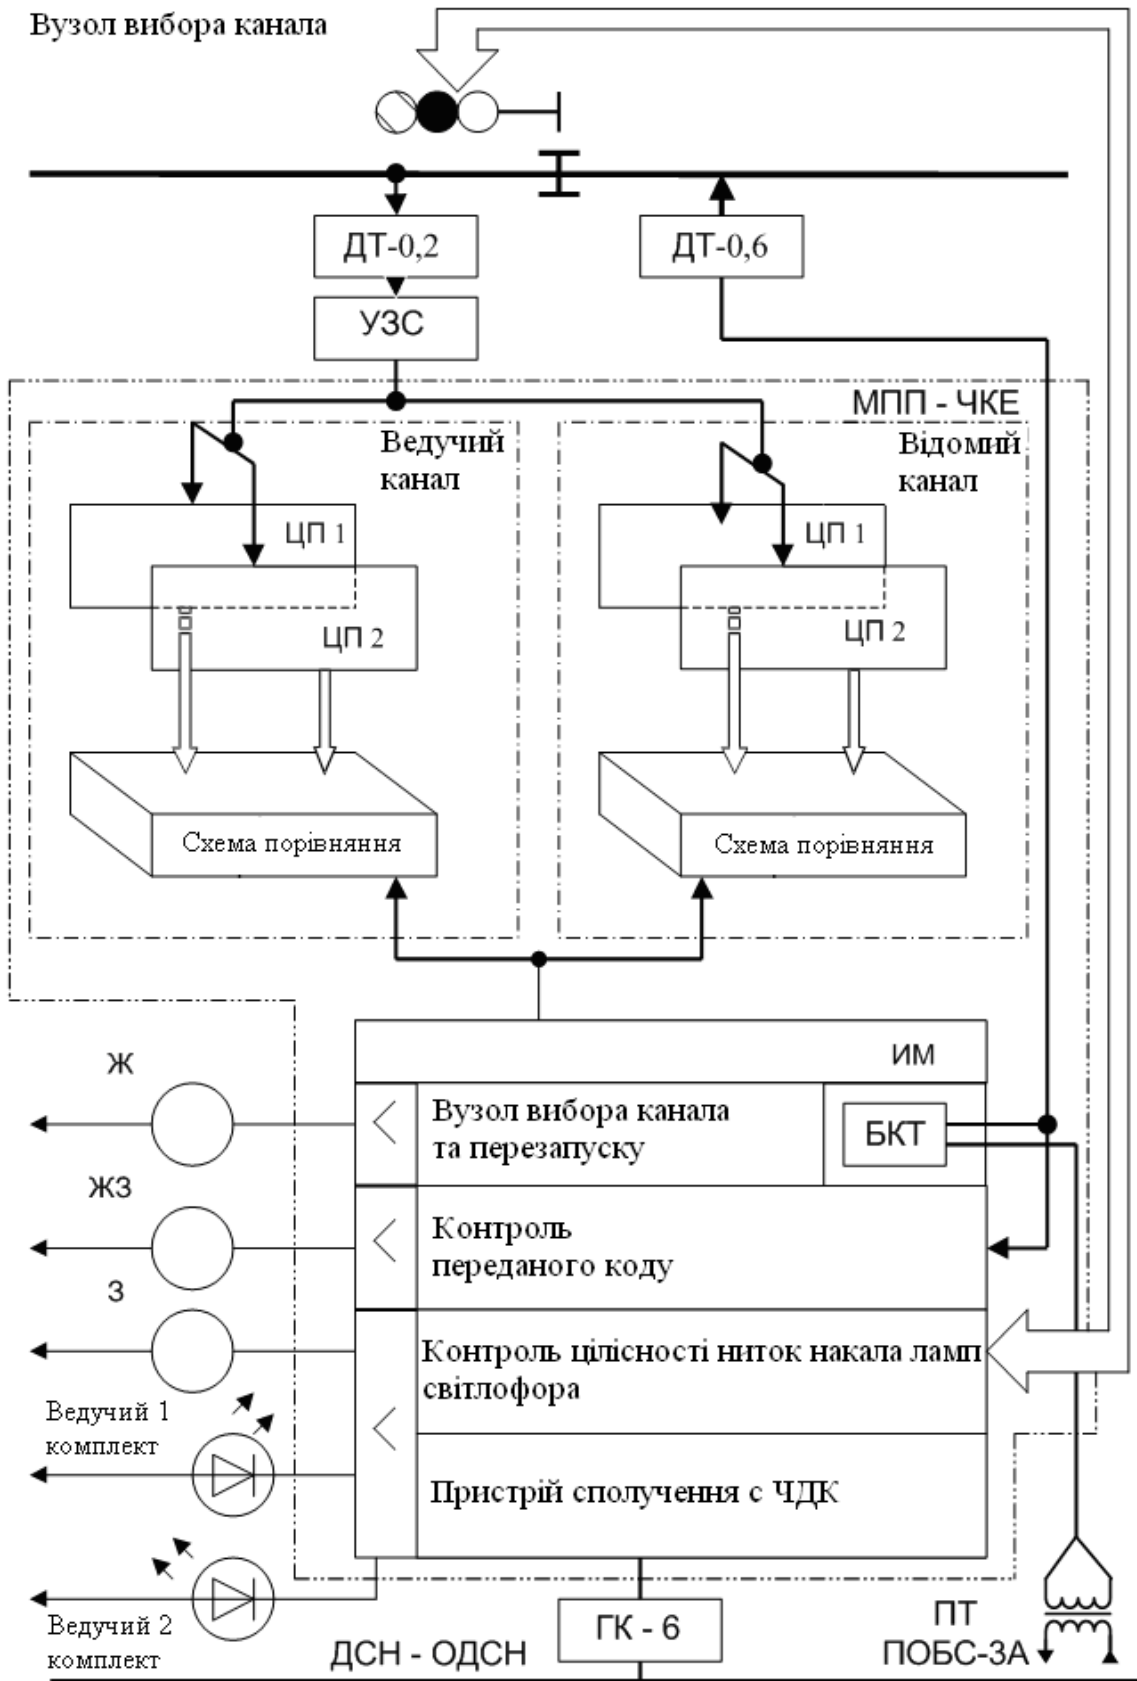 Вузол вибора канала
ДТ-0,2
ДТ-0,6
УЗС
МПП - ЧКЕ
Ведучий
канал
Відомий
канал
ЦП 1
ЦП 2
ЦП 1
ЦП 2
Схема порівняння
Схема порівняння
ИМ
Ж
Вузол вибора канала
та перезапуску
БКТ
ЖЗ
Контроль
переданого коду
З
Контроль цілісності ниток накала ламп
світлофора
Ведучий 1
комплект
Пристрій сполучення с ЧДК
Ведучий 2
комплект
ДСН - ОДСН
ГК - 6
ПТ
ПОБС-3А